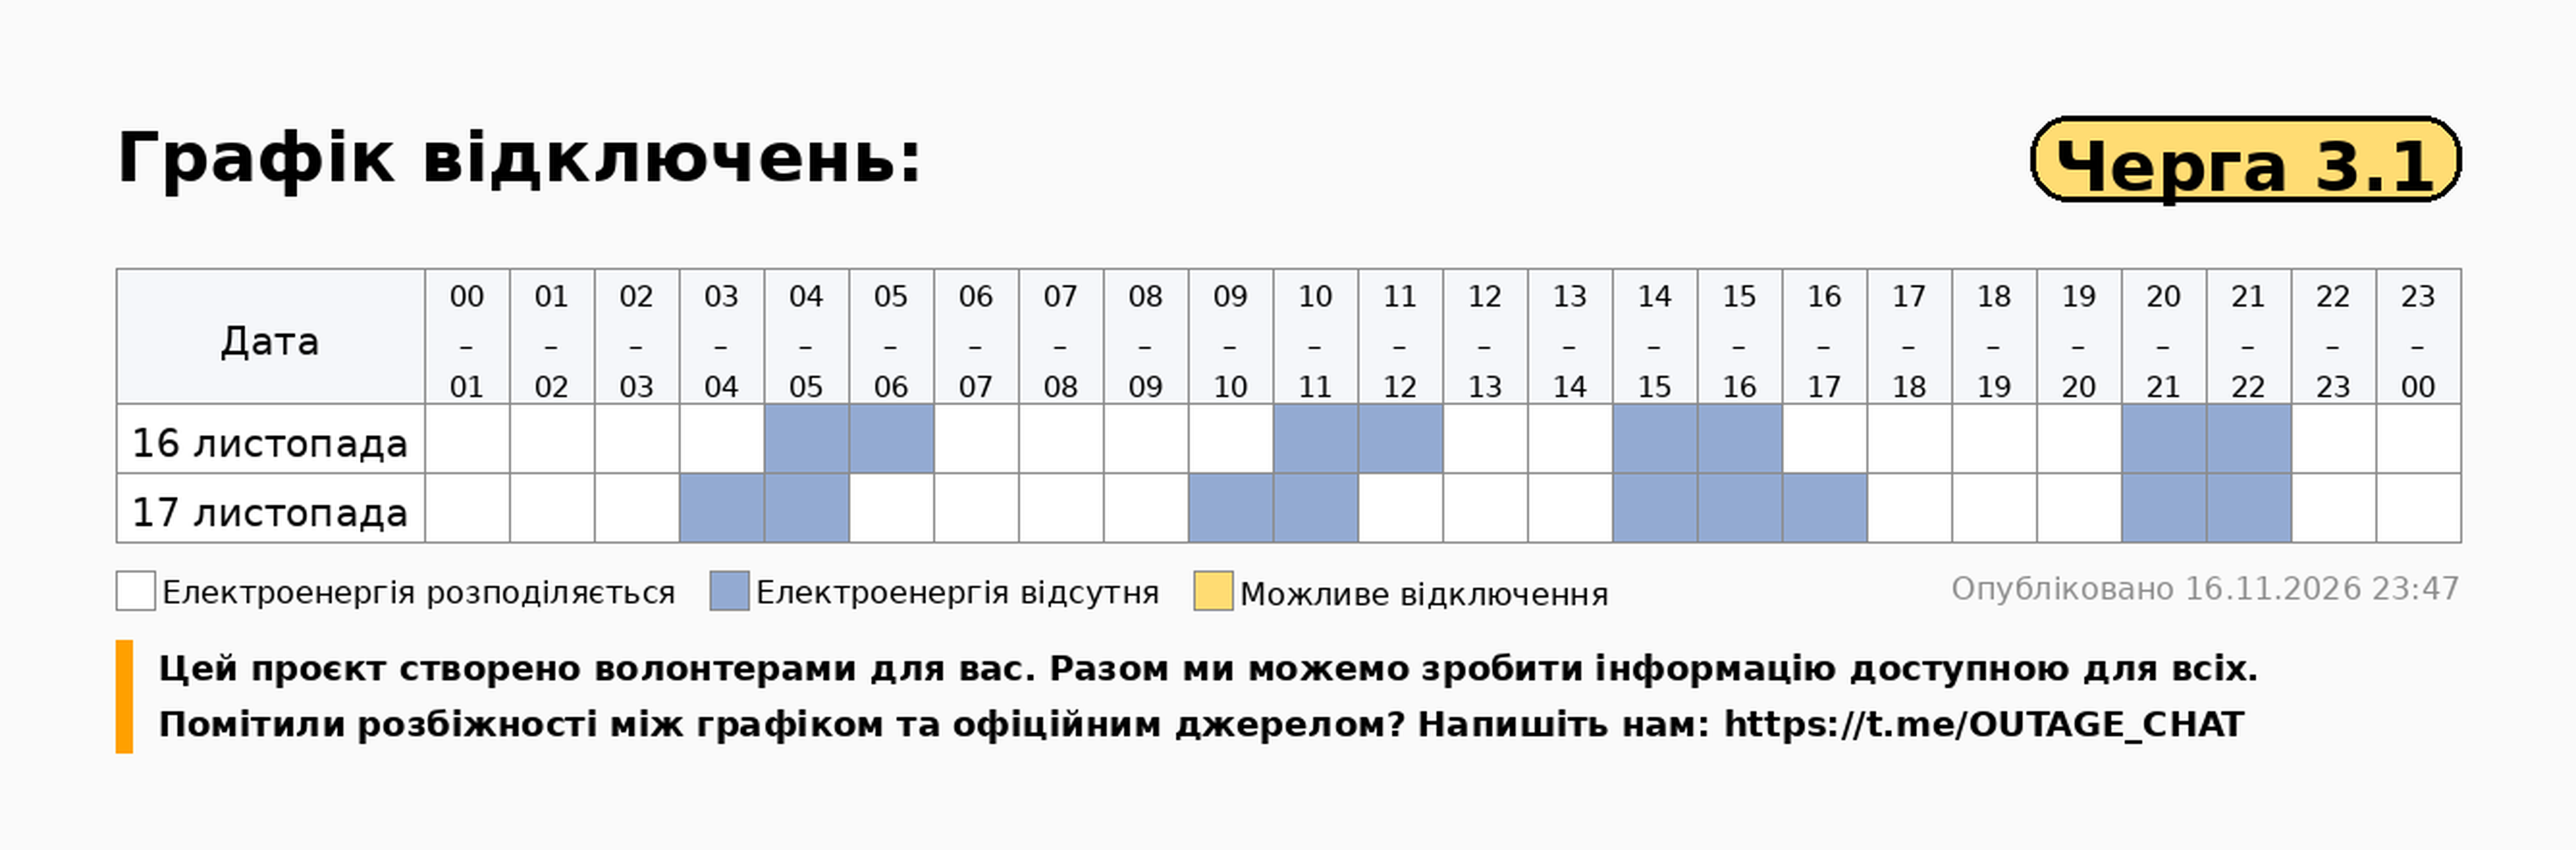 Графік відключень:
Черга 3.1
Дата 00 – 01 01 – 02 02 – 03 03 – 04 04 – 05 05 – 06 06 – 07 07 – 08 08 – 09 09 – 10 10 – 11 11 – 12 12 – 13 13 – 14 14 – 15 15 – 16 16 – 17 17 – 18 18 – 19 19 – 20 20 – 21 21 – 22 22 – 23 23 – 00
16 листопада
17 листопада
Електроенергія розподіляється Електроенергія відсутня Можливе відключення
Опубліковано 16.11.2026 23:47
Цей проєкт створено волонтерами для вас. Разом ми можемо зробити інформацію доступною для всіх.
Помітили розбіжності між графіком та офіційним джерелом? Напишіть нам: https://t.me/OUTAGE_CHAT